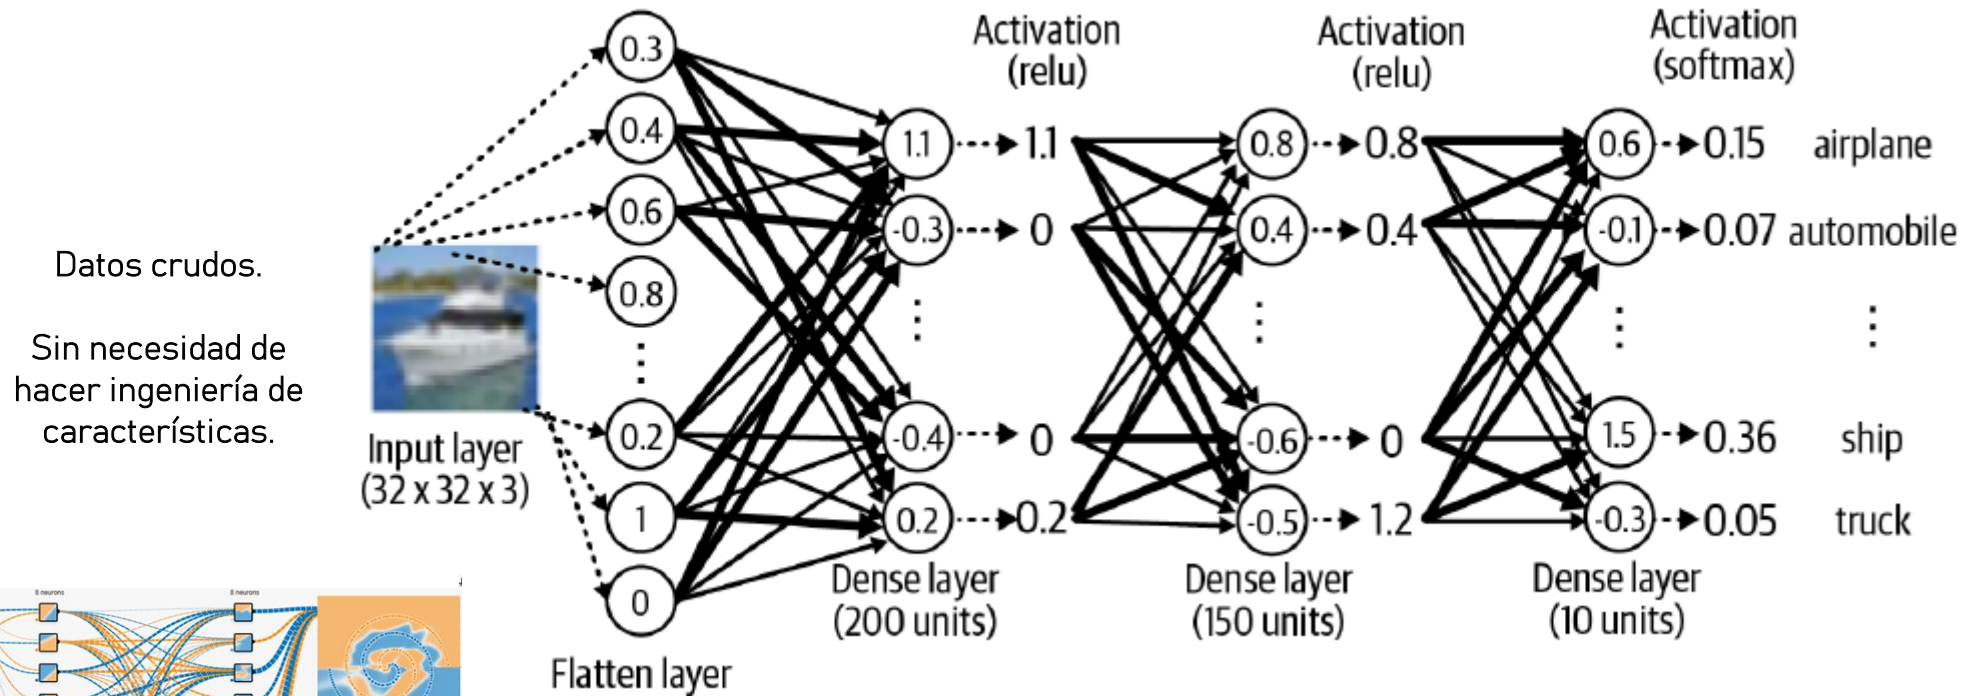 Datos crudos.
Sin necesidad de
hacer ingeniería de
características.
Input layer
(32 x 32 x 3)
0.3
0.4
0.6
0.8
0.2
1
0
Flatten layer
1.1
-0.3
-0.4
0.2
Dense layer
(200 units)
Activation
(relu)
1.1
0
0
0.2
0.8
0.4
-0.6
-0.5
Dense layer
(150 units)
Activation
(relu)
0.8
0.4
0
1.2
0.6
-0.1
1.5
-0.3
Dense layer
(10 units)
Activation
(softmax)
0.15 airplane
0.07 automobile
0.36 ship
0.05 truck
8 neurons
8 neurons